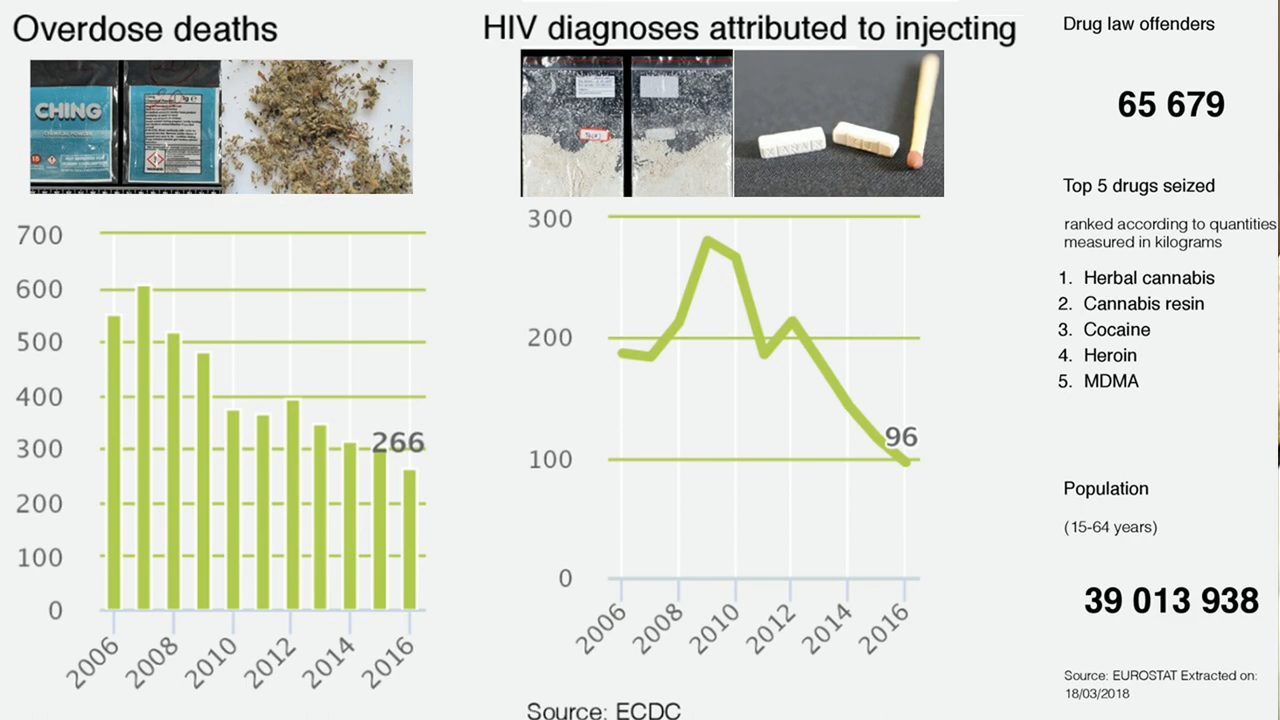 Overdose deaths
CHING
700
600
500
400
300
200
100
0
266
2006
2008
2010
2012
2014
2016
HIV diagnoses attributed to injecting
XANAX
300
200
100
0
96
2006
2008
2010
2012
2014
2016
Source: ECDC
Drug law offenders
65 679
Top 5 drugs seized
ranked according to quantities
measured in kilograms
1. Herbal cannabis
2. Cannabis resin
3. Cocaine
4. Heroin
5. MDMA
Population
(15-64 years)
39 013 938
Source: EUROSTAT Extracted on:
18/03/2018